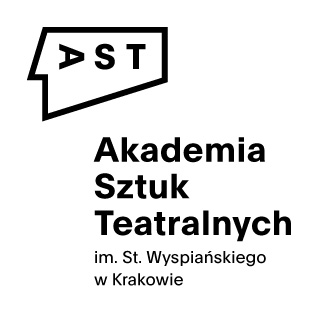 AST
Akademia
Sztuk
Teatralnych
im. St. Wyspiańskiego
w Krakowie